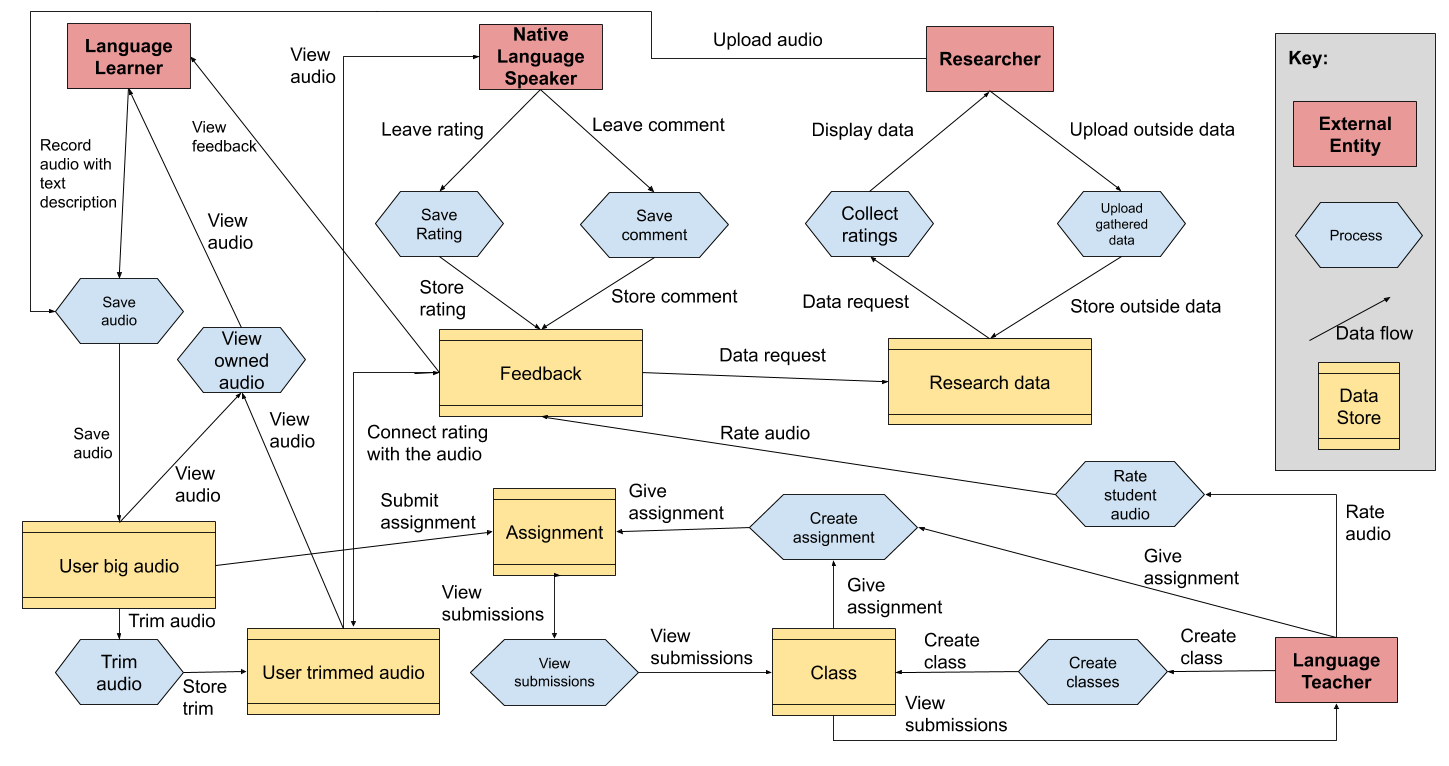 Language
Learner
Native
Language
Speaker
Researcher
Upload audio
View
audio
Key:
External
Entity
Process
Data flow
Data
Store
Record
audio with
text
description
View
feedback
Leave rating
Leave comment
Display data
Upload outside data
View
audio
Save
Rating
Save
comment
Collect
ratings
Upload
gathered
data
Save
audio
View
owned
audio
Store
rating
Store comment
Data request
Store outside data
Feedback
Data request
Research data
Save
audio
View
audio
View
audio
Connect rating
with the audio
Rate audio
Rate
student
audio
Rate
audio
Submit
assignment
Assignment
Give
assignment
Create
assignment
Give
assignment
User big audio
Trim audio
View
submissions
Give
assignment
Trim
audio
Store
trim
User trimmed audio
View
submissions
View
submissions
Class
Create
class
Create
classes
Create
class
Language
Teacher
View
submissions